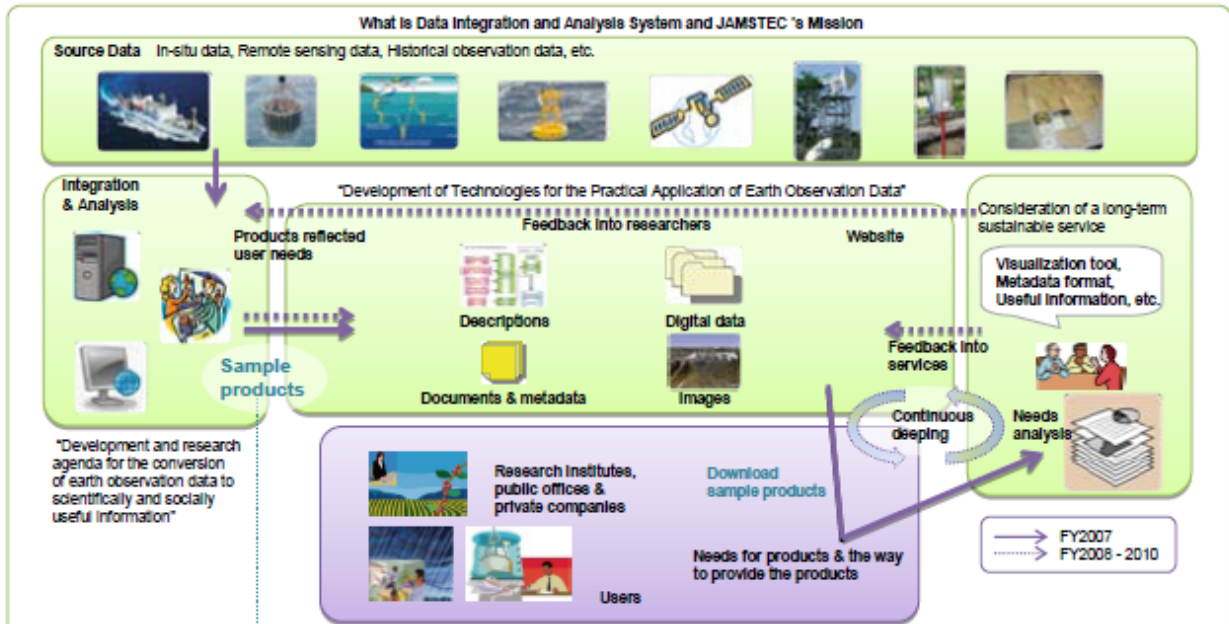 What Is Data Integration and Analysis System and JAMSTEC 's Mission
Source Data In-situ data, Remote sensing data, Historical observation data, etc.
Integration
& Analysis
"Development of Technologies for the Practical Application of Earth Observation Data"
Products reflected
user needs
Feedback into researchers
Website
Consideration of a long-term
sustainable service
Visualization tool,
Metadata format,
Useful information, etc.
Descriptions
Digital data
Feedback into
services
Sample
products
Documents & metadata
Images
Continuous
deeping
Needs
analysis
"Development and research
agenda for the conversion
of earth observation data to
scientifically and socially
useful information"
Research institutes,
public offices &
private companies
Download
sample products
Needs for products & the way
to provide the products
Users
FY2007
FY2008 - 2010